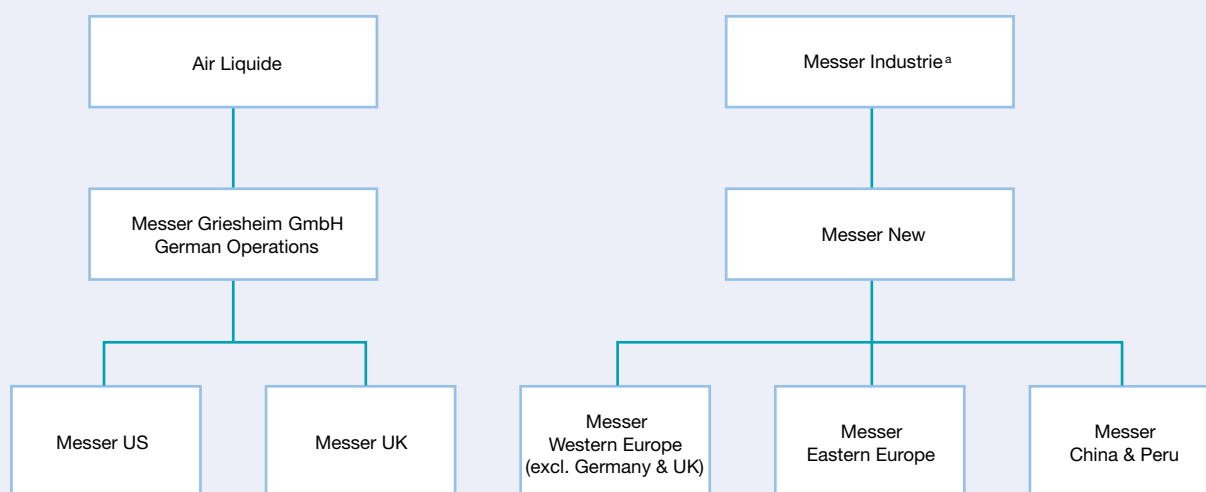 Air Liquide
Messer Industrieᵃ
Messer Griesheim GmbH
German Operations
Messer New
Messer US
Messer UK
Messer
Western Europe
(excl. Germany & UK)
Messer
Eastern Europe
Messer
China & Peru